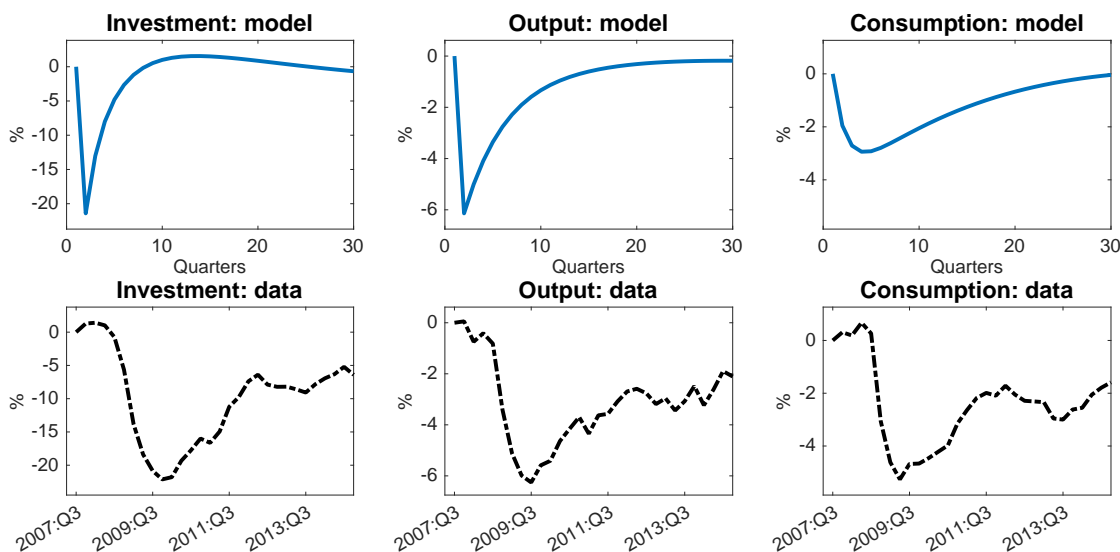 Investment: model
Output: model
Consumption: model
%
0
-5
-10
-15
-20
0
10
20
30
Quarters
%
0
-2
-4
-6
0
10
20
30
Quarters
%
0
-2
-4
0
10
20
30
Quarters
Investment: data
Output: data
Consumption: data
%
0
-5
-10
-15
-20
2007:Q3
2009:Q3
2011:Q3
2013:Q3
%
0
-2
-4
-6
2007:Q3
2009:Q3
2011:Q3
2013:Q3
%
0
-2
-4
2007:Q3
2009:Q3
2011:Q3
2013:Q3